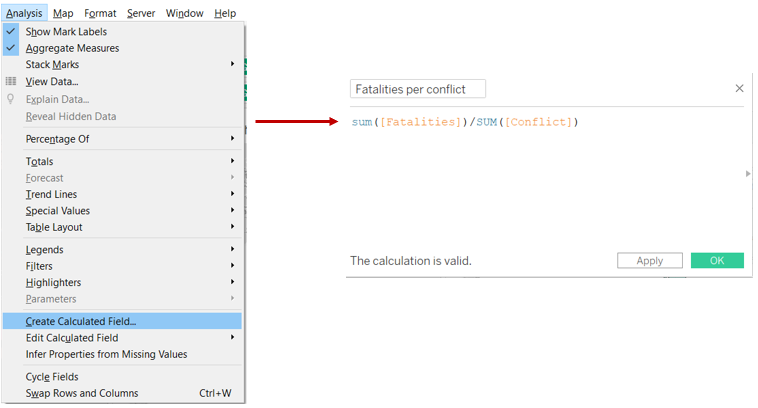 Analysis Map Format Server Window Help
Show Mark Labels
Aggregate Measures
Stack Marks
View Data...
Explain Data...
Reveal Hidden Data
Percentage Of
Totals
Forecast
Trend Lines
Special Values
Table Layout
Legends
Filters
Highlighters
Parameters
Create Calculated Field...
Edit Calculated Field
Infer Properties from Missing Values
Cycle Fields
Swap Rows and Columns Ctrl+W
Fatalities per conflict
sum([Fatalities])/SUM([Conflict])
The calculation is valid. Apply OK